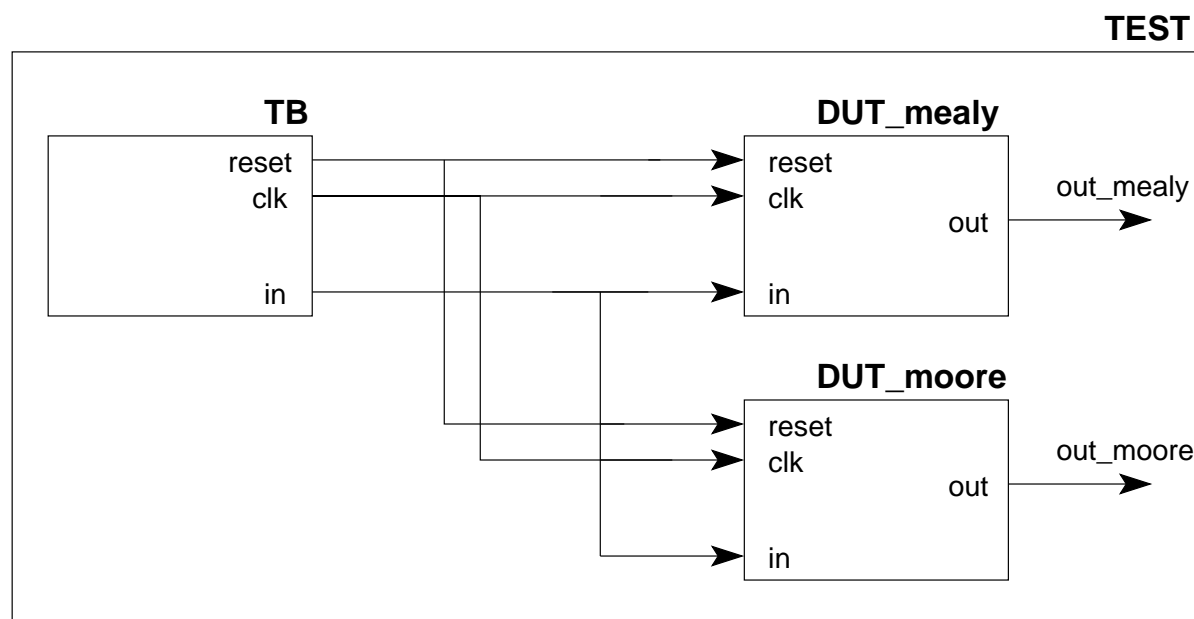 TEST
TB
reset
clk
in
DUT_mealy
reset
clk
out
in
out_mealy
DUT_moore
reset
clk
out
in
out_moore